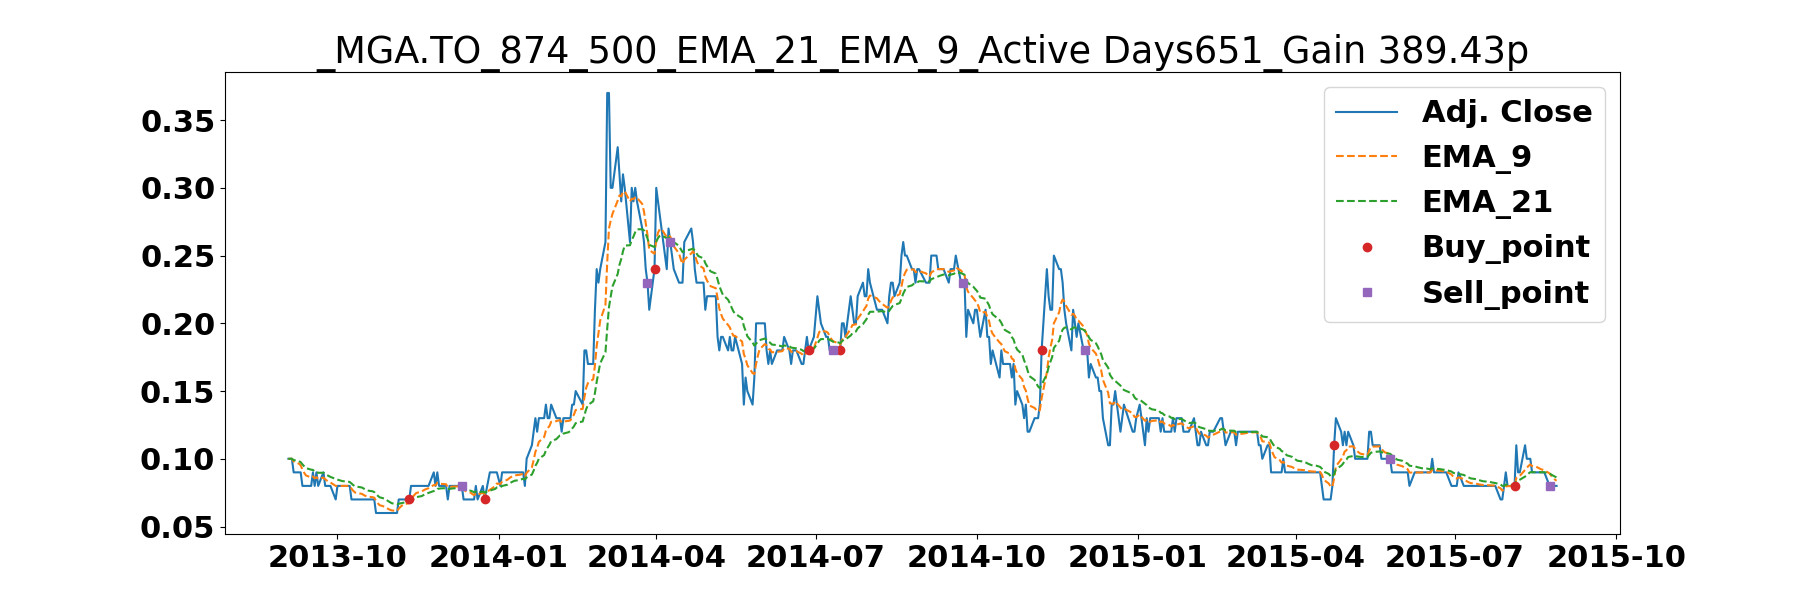 _MGA.TO_874_500_EMA_21_EMA_9_Active Days651_Gain 389.43p
Adj. Close
EMA_9
EMA_21
Buy_point
Sell_point
0.35
0.30
0.25
0.20
0.15
0.10
0.05
2013-10 2014-01 2014-04 2014-07 2014-10 2015-01 2015-04 2015-07 2015-10